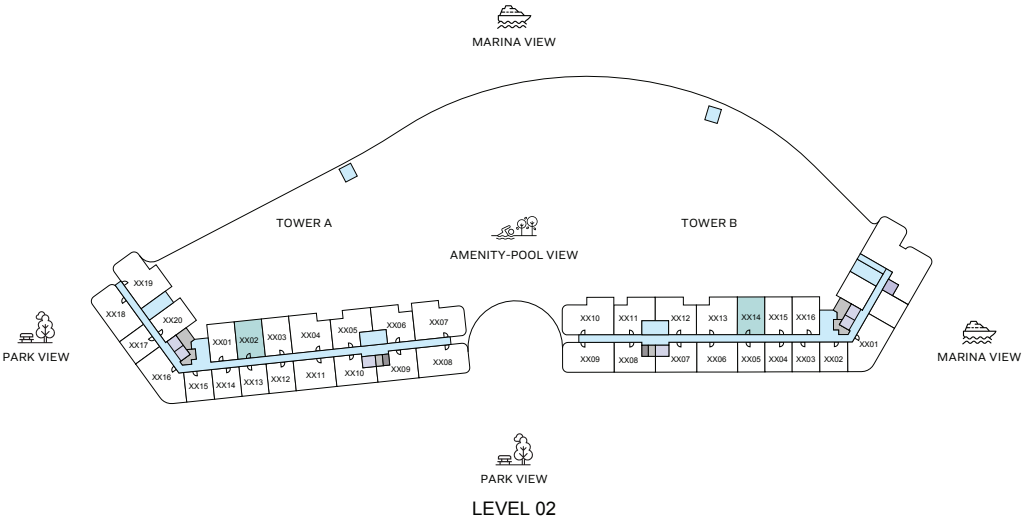 MARINA VIEW
TOWER A
TOWER B
AMENITY-POOL VIEW
XX19
XX18
XX20
XX17
XX16
XX15
XX14
XX13
XX12
XX11
XX10
XX09
XX08
XX01
XX02
XX03
XX04
XX05
XX06
XX07
XX10
XX11
XX12
XX13
XX14
XX15
XX16
XX09
XX08
XX07
XX06
XX05
XX04
XX03
XX02
XX01
PARK VIEW
MARINA VIEW
PARK VIEW
LEVEL 02